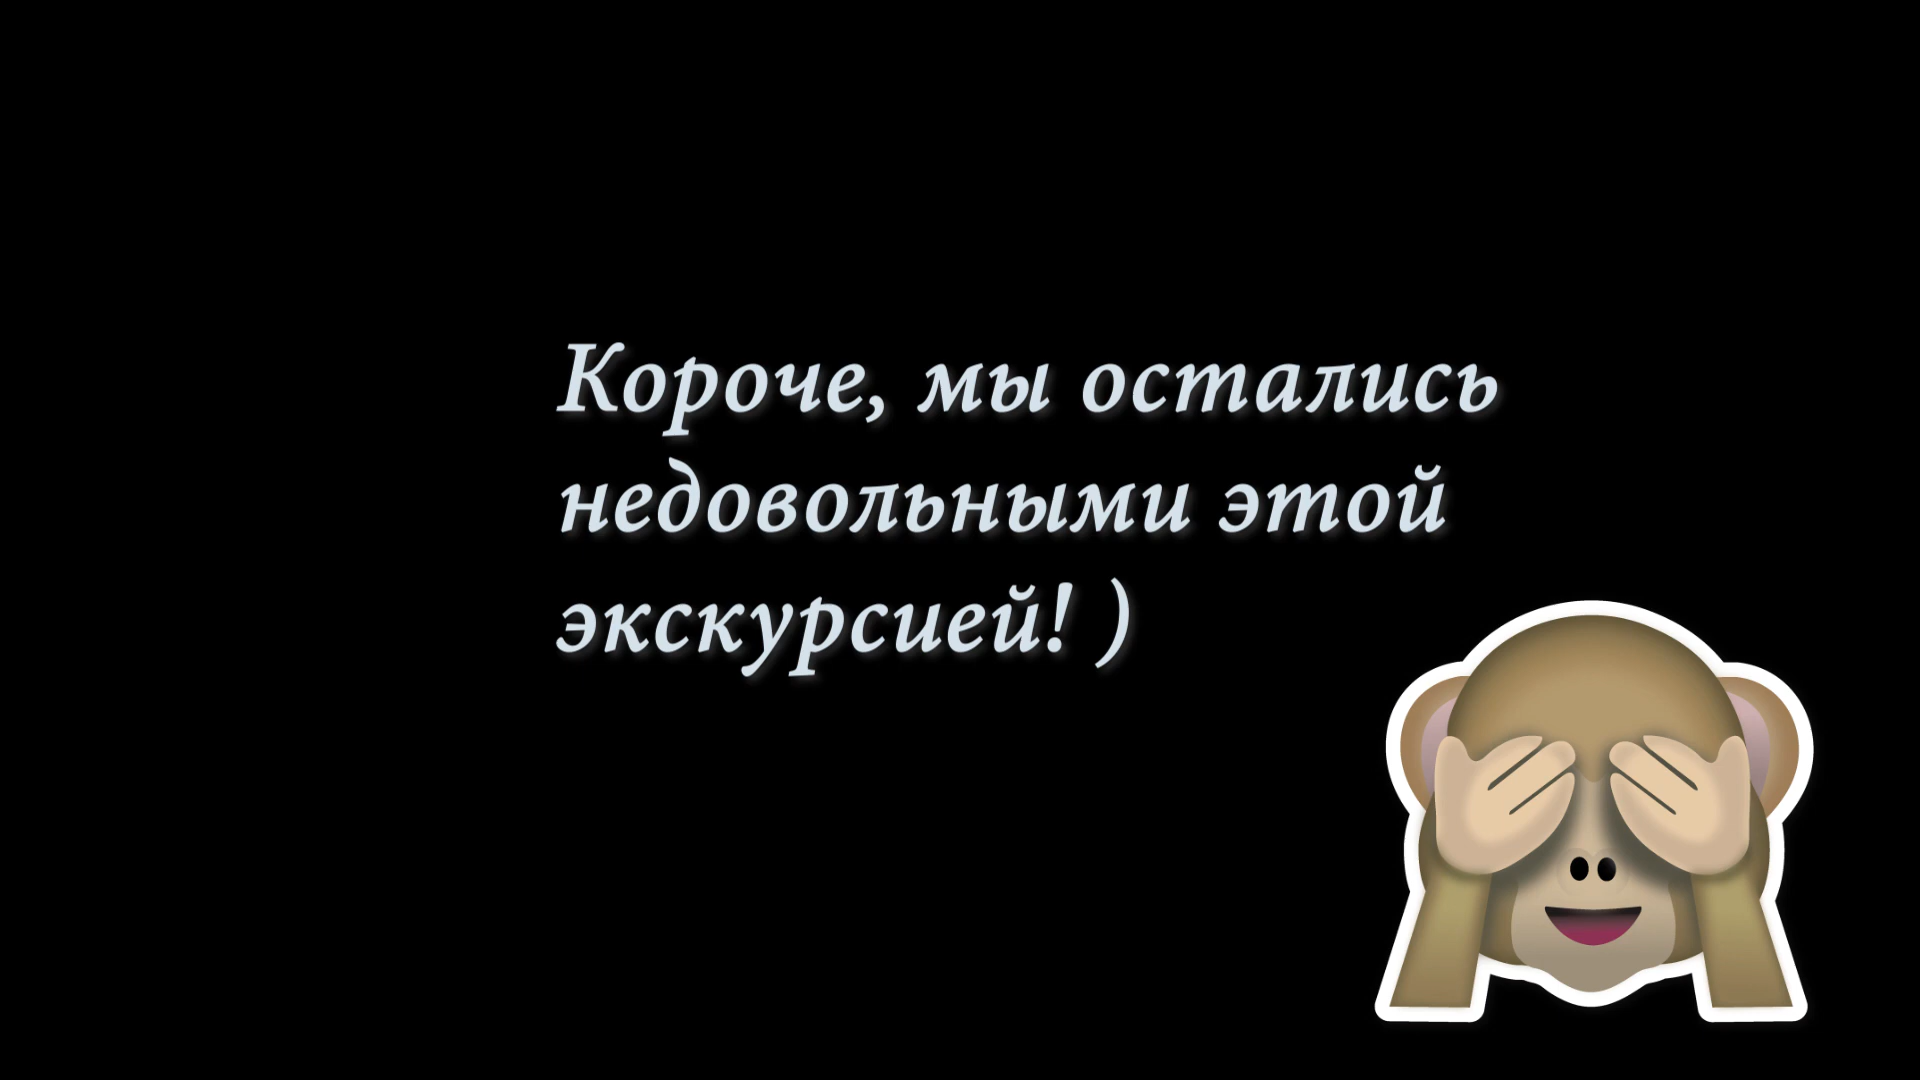 Короче, мы остались
недовольными этой
экскурсией! )